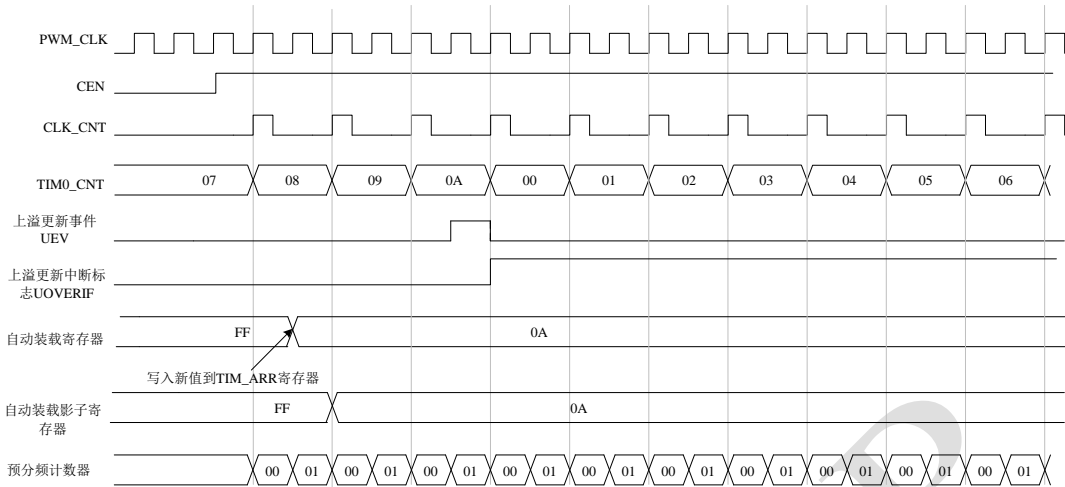 PWM_CLK
CEN
CLK_CNT
TIM0_CNT 07 08 09 0A 00 01 02 03 04 05 06
上溢更新事件
UEV
上溢更新中断标
志UOVERIF
自动装载寄存器 FF 0A
写入新值到TIM_ARR寄存器
自动装载影子寄
存器
FF 0A
预分频计数器 00 01 00 01 00 01 00 01 00 01 00 01 00 01 00 01 00 01 00 01